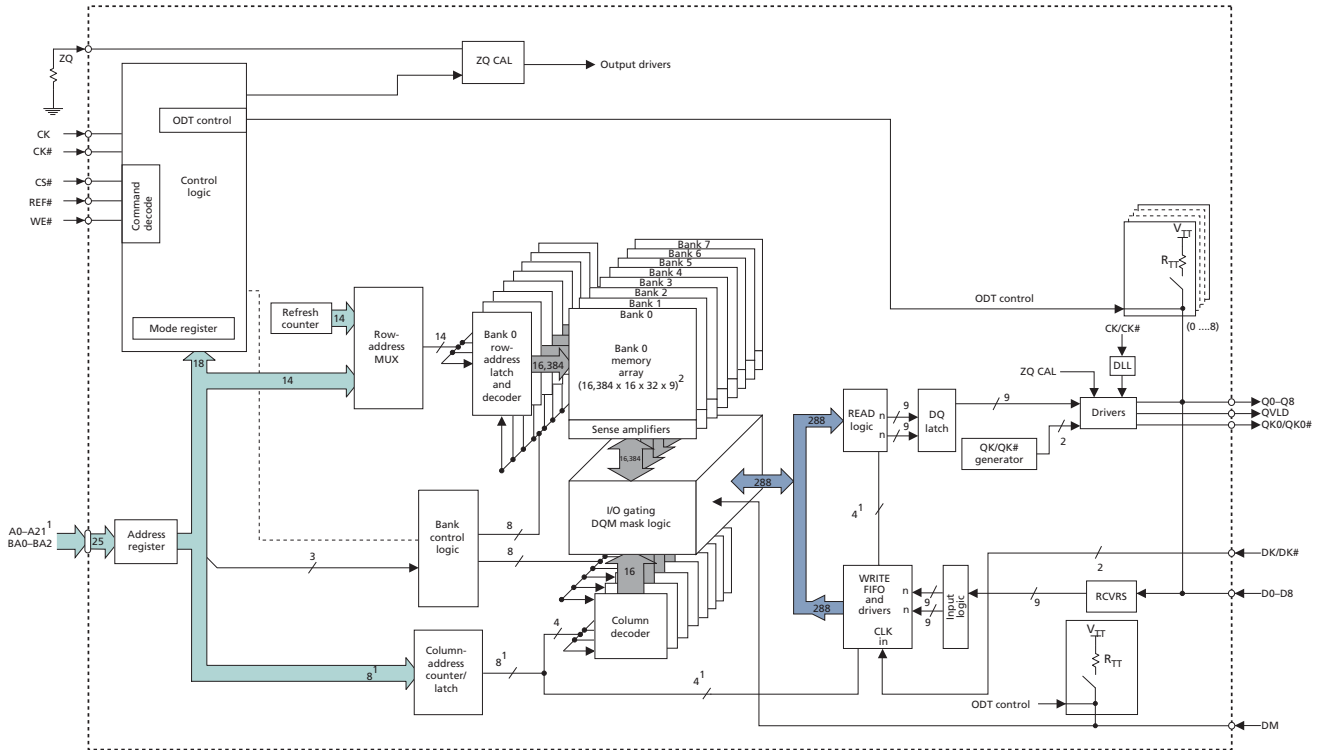 ZQ
ZQ CAL
Output drivers
ODT control
CK
CK#
CS#
REF#
WE#
Command
decode
Control
logic
Mode register
18
Refresh
counter
14
Row-
address
MUX
14
14
Bank 0
row-
address
latch
and
decoder
16,384
Bank 7
Bank 6
Bank 5
Bank 4
Bank 3
Bank 2
Bank 1
Bank 0
Bank 0
memory
array
(16,384 x 16 x 32 x 9)2
Sense amplifiers
16,384
I/O gating
DQM mask logic
16
Column
decoder
A0–A211
BA0–BA2
25
Address
register
3
Bank
control
logic
8
8
81
Column-
address
counter/
latch
81
4
41
288
288
288
READ
logic
n
n
9
9
DQ
latch
9
41
WRITE
FIFO
and
drivers
CLK
in
n
n
9
9
Input
logic
9
RCVRS
2
ODT control
VTT
RTT
(0 ....8)
CK/CK#
DLL
ZQ CAL
Drivers
QK/QK#
generator
2
Q0–Q8
QVLD
QK0/QK0#
DK/DK#
D0–D8
VTT
RTT
ODT control
DM